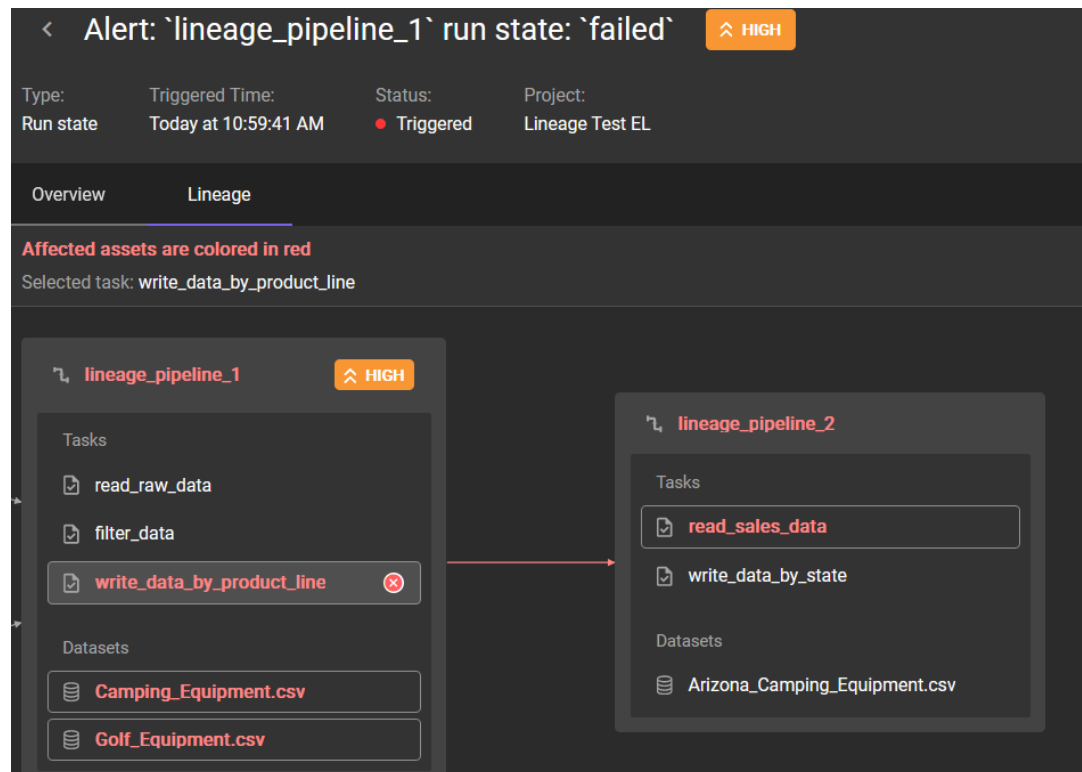 Alert: `lineage_pipeline_1` run state: `failed` HIGH
Type: Triggered Time: Status: Project:
Run state Today at 10:59:41 AM Triggered Lineage Test EL
Overview Lineage
Affected assets are colored in red
Selected task: write_data_by_product_line
lineage_pipeline_1 HIGH
Tasks
read_raw_data
filter_data
write_data_by_product_line
Datasets
Camping_Equipment.csv
Golf_Equipment.csv
lineage_pipeline_2
Tasks
read_sales_data
write_data_by_state
Datasets
Arizona_Camping_Equipment.csv